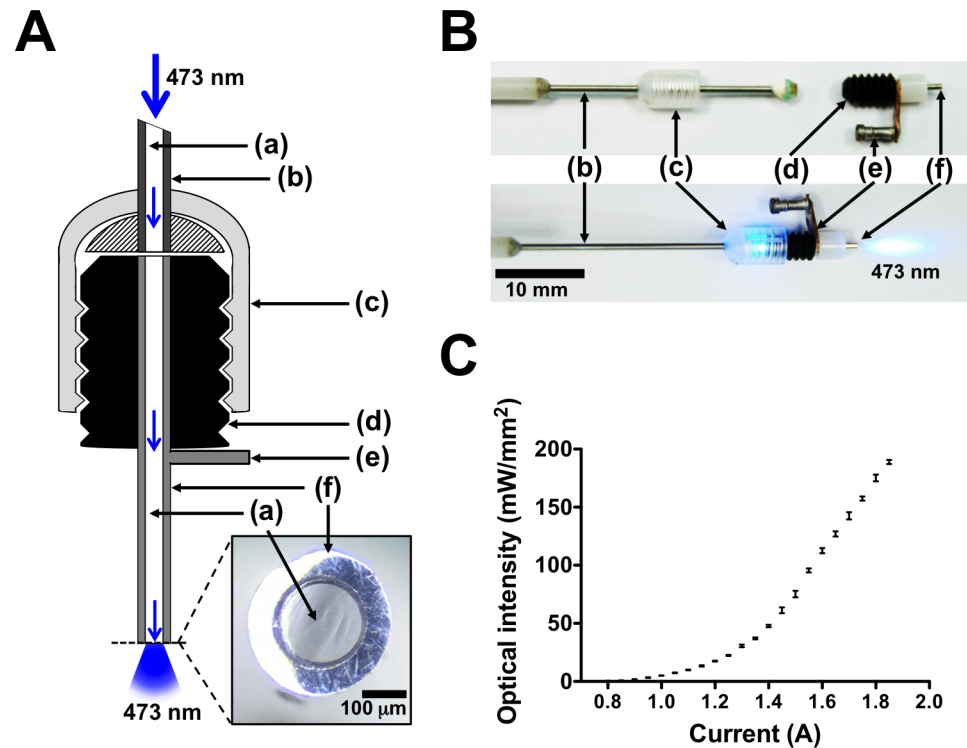 A
473 nm
(a)
(b)
(c)
(d)
(e)
(f)
(a)
100 μm
473 nm
B
(b) (c) (d) (e) (f)
10 mm
473 nm
C
Optical intensity (mW/mm²)
200
150
100
50
0
0.8 1.0 1.2 1.4 1.6 1.8 2.0
Current (A)